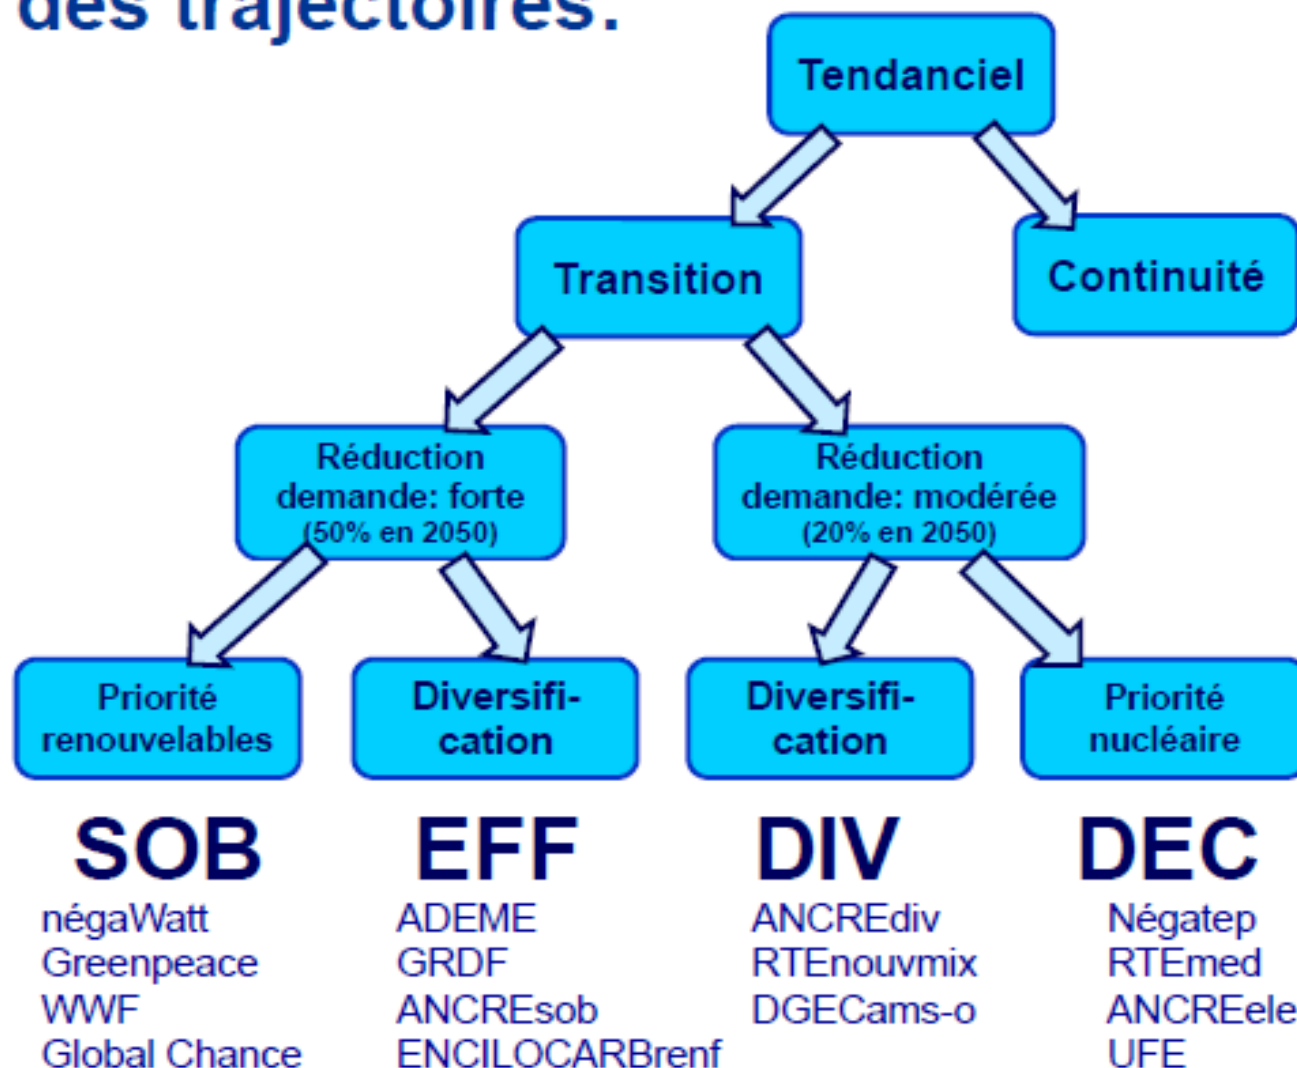 des trajectoires:
Tendanciel
Transition
Continuité
Réduction
demande: forte
(50% en 2050)
Réduction
demande: modérée
(20% en 2050)
Priorité
renouvelables
Diversifi-
cation
Diversifi-
cation
Priorité
nucléaire
SOB
négaWatt
Greenpeace
WWF
Global Chance
EFF
ADEME
GRDF
ANCREsob
ENCILOCARBrenf
DIV
ANCREdiv
RTEnouvmix
DGECams-o
DEC
Négatep
RTEmed
ANCREele
UFE